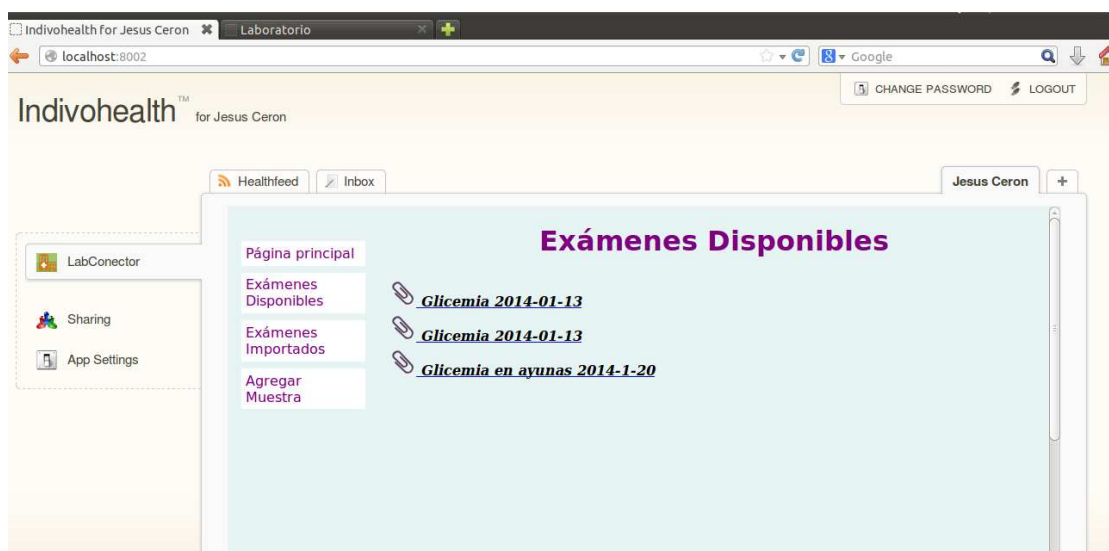 Indivohealth for Jesus Ceron
Laboratorio
localhost:8002
Google
CHANGE PASSWORD
LOGOUT
Indivohealth™ for Jesus Ceron
Healthfeed
Inbox
Jesus Ceron
+
LabConector
Sharing
App Settings
Página principal
Exámenes
Disponibles
Exámenes
Importados
Agregar
Muestra
Exámenes Disponibles
Glicemia 2014-01-13
Glicemia 2014-01-13
Glicemia en ayunas 2014-1-20